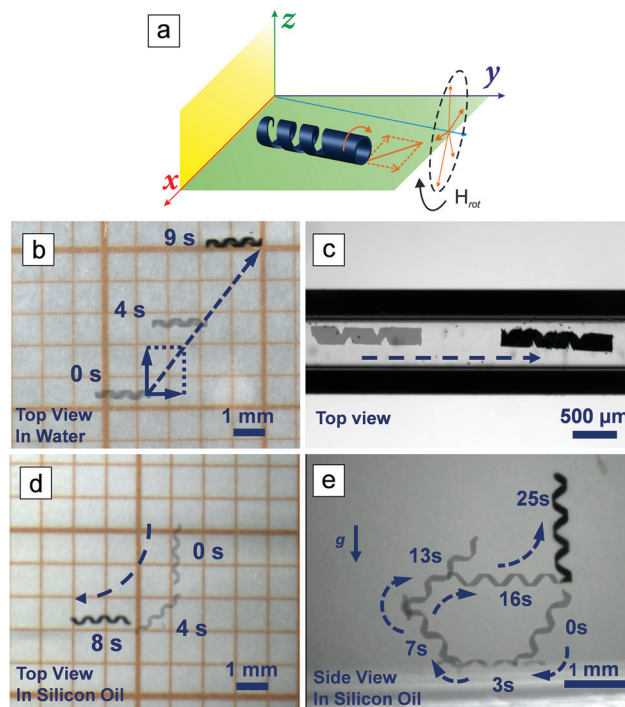 a
z
y
x
H_rot
b
9 s
4 s
0 s
Top View
In Water
1 mm
c
Top view
500 µm
d
0 s
4 s
8 s
Top View
In Silicon Oil
1 mm
e
g
25s
13s
16s
0s
7s
3s
Side View
In Silicon Oil
1 mm